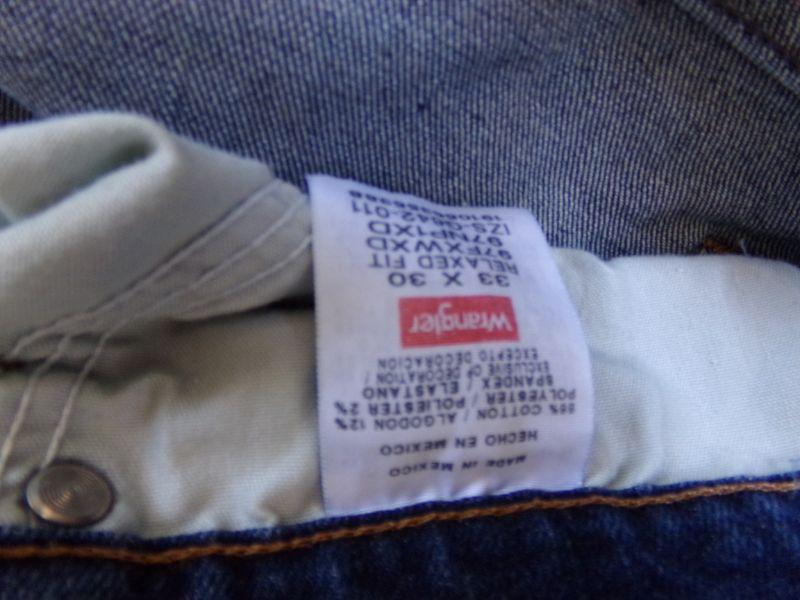 MADE IN MEXICO
HECHO EN MEXICO
86% COTTON / ALGODON 12%
POLYESTER / POLIESTER 2%
SPANDEX / ELASTANO
EXCLUSIVE OF DECORATION /
EXCEPTO DECORACION
Wrangler
33 X 30
RELAXED FIT
97FXWXD
97NP1XD